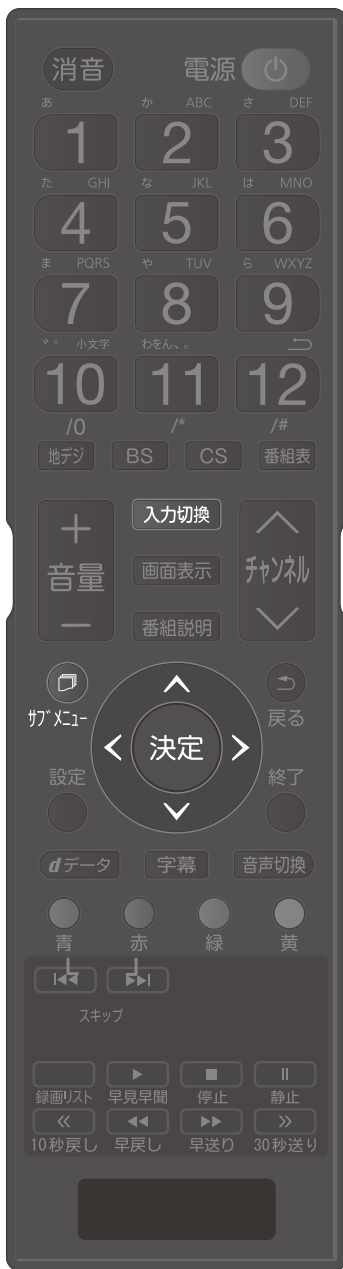 消音 電源
あ か ABC さ DEF
1 2 3
た GHI な JKL は MNO
4 5 6
ま PQRS や TUV ら WXYZ
7 8 9
゛゜ 小文字 わをん、。
10 11 12
/0 /* /#
地デジ BS CS 番組表
入力切換
+ 音量 -
画面表示
チャンネル
番組説明
サブメニュー
戻る
決定
設定 終了
dデータ 字幕 音声切換
青 赤 緑 黄
スキップ
録画リスト 早見早聞 停止 静止
10秒戻し 早戻し 早送り 30秒送り